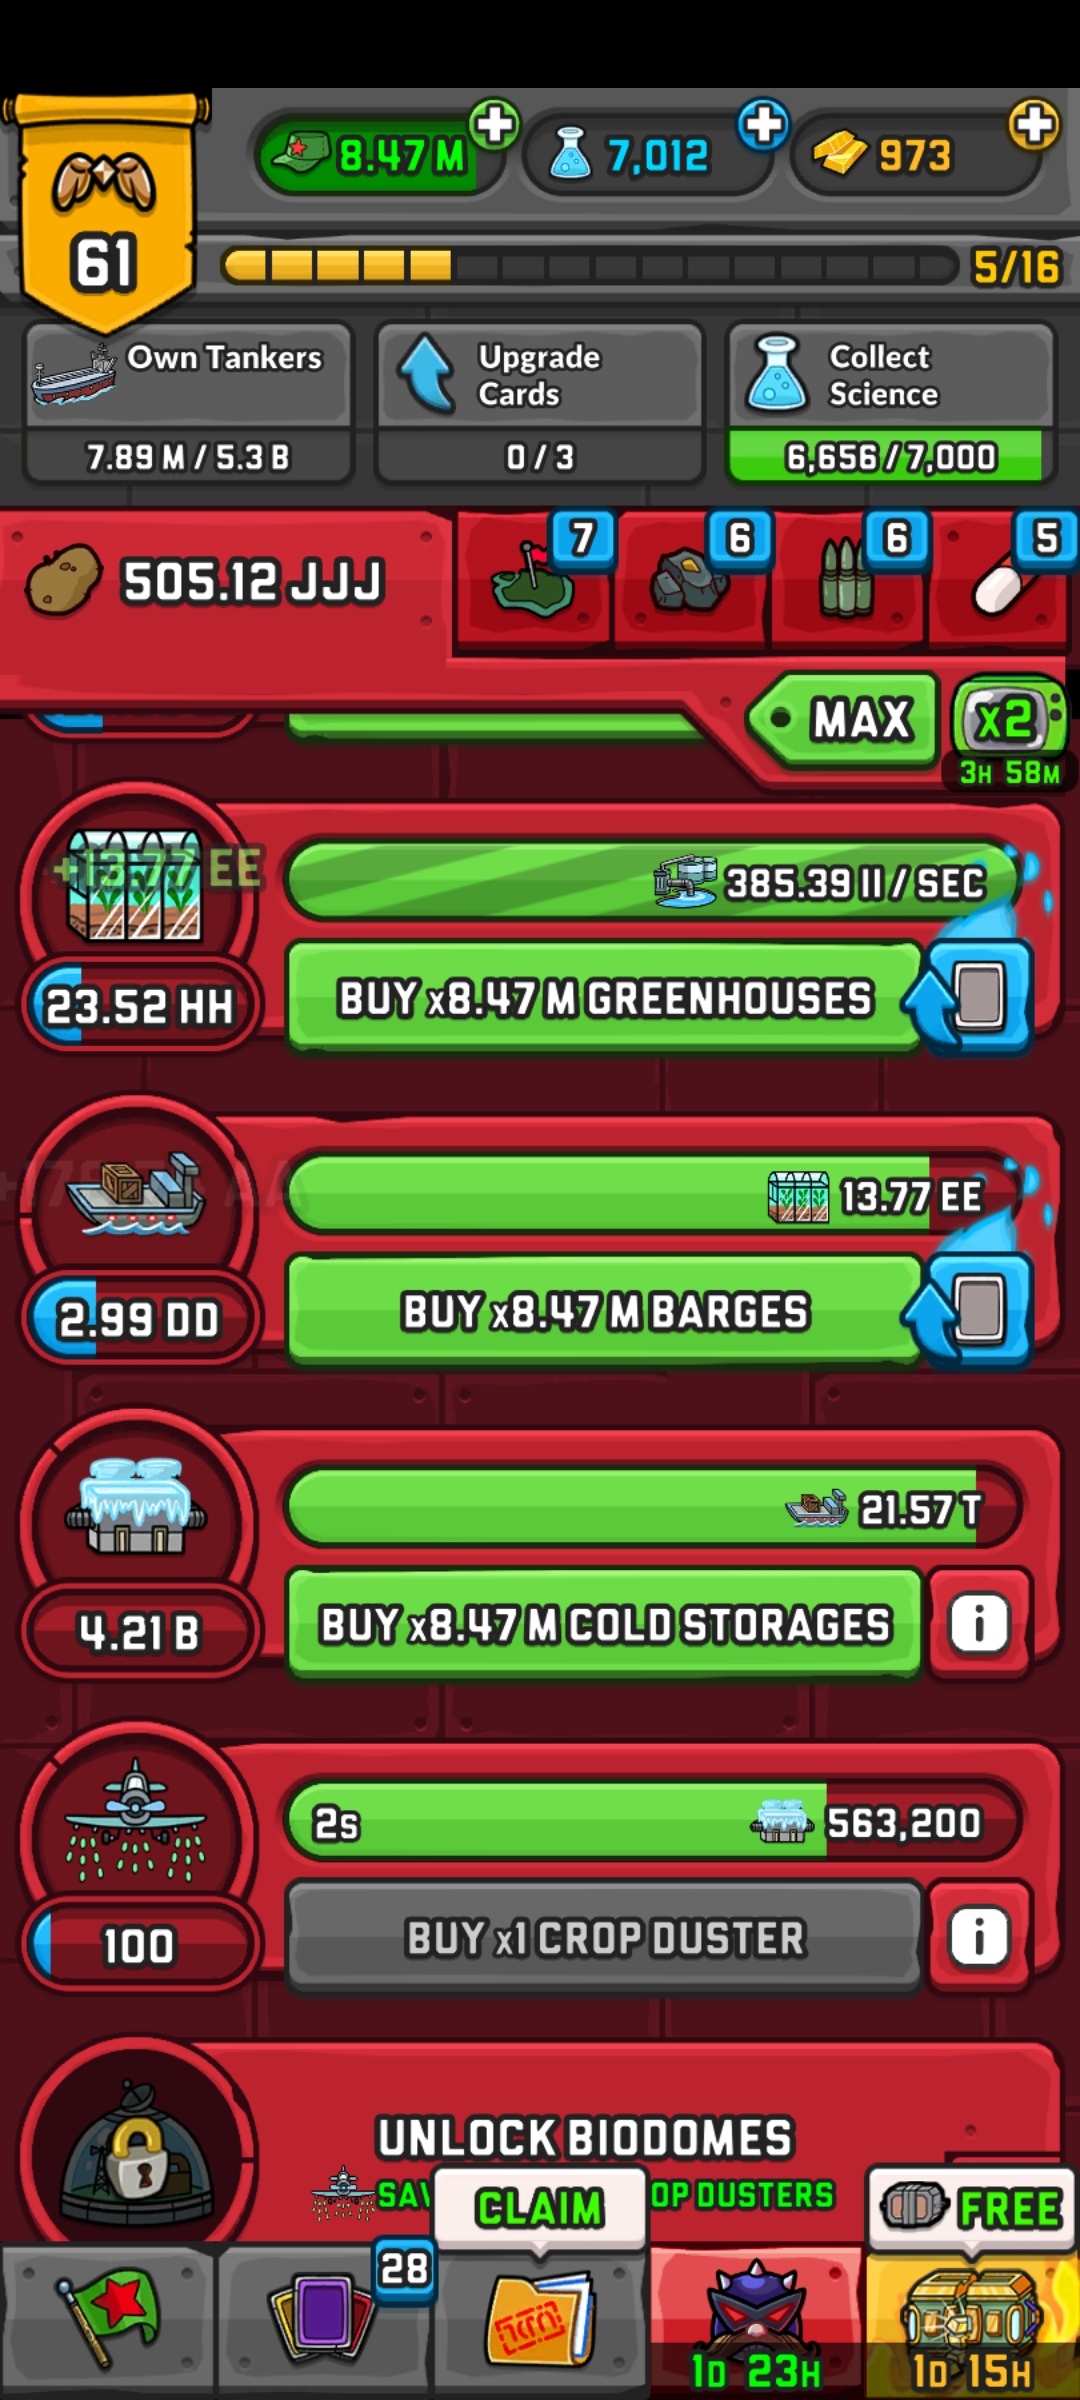 8.47 M
7,012
973
61
5/16
Own Tankers
7.89 M / 5.3 B
Upgrade
Cards
0 / 3
Collect
Science
6,656 / 7,000
505.12 JJJ
7
6
6
5
MAX
x2
3H 58M
+13.77 EE
385.39 II / SEC
23.52 HH
BUY x8.47 M GREENHOUSES
13.77 EE
2.99 DD
BUY x8.47 M BARGES
21.57 T
4.21 B
BUY x8.47 M COLD STORAGES
2s
563,200
100
BUY x1 CROP DUSTER
UNLOCK BIODOMES
DUSTERS
CLAIM
FREE
28
1D 23H
1D 15H